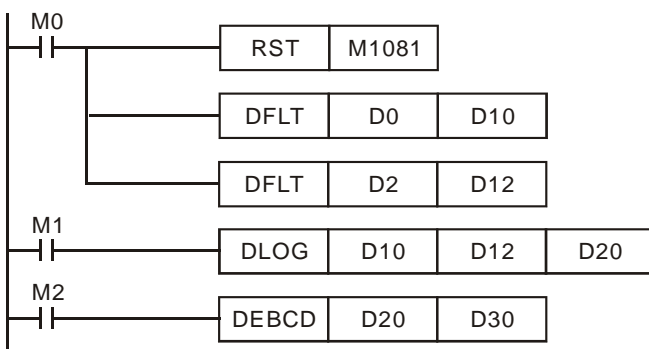 M0
RST M1081
DFLT D0 D10
DFLT D2 D12
M1
DLOG D10 D12 D20
M2
DEBCD D20 D30